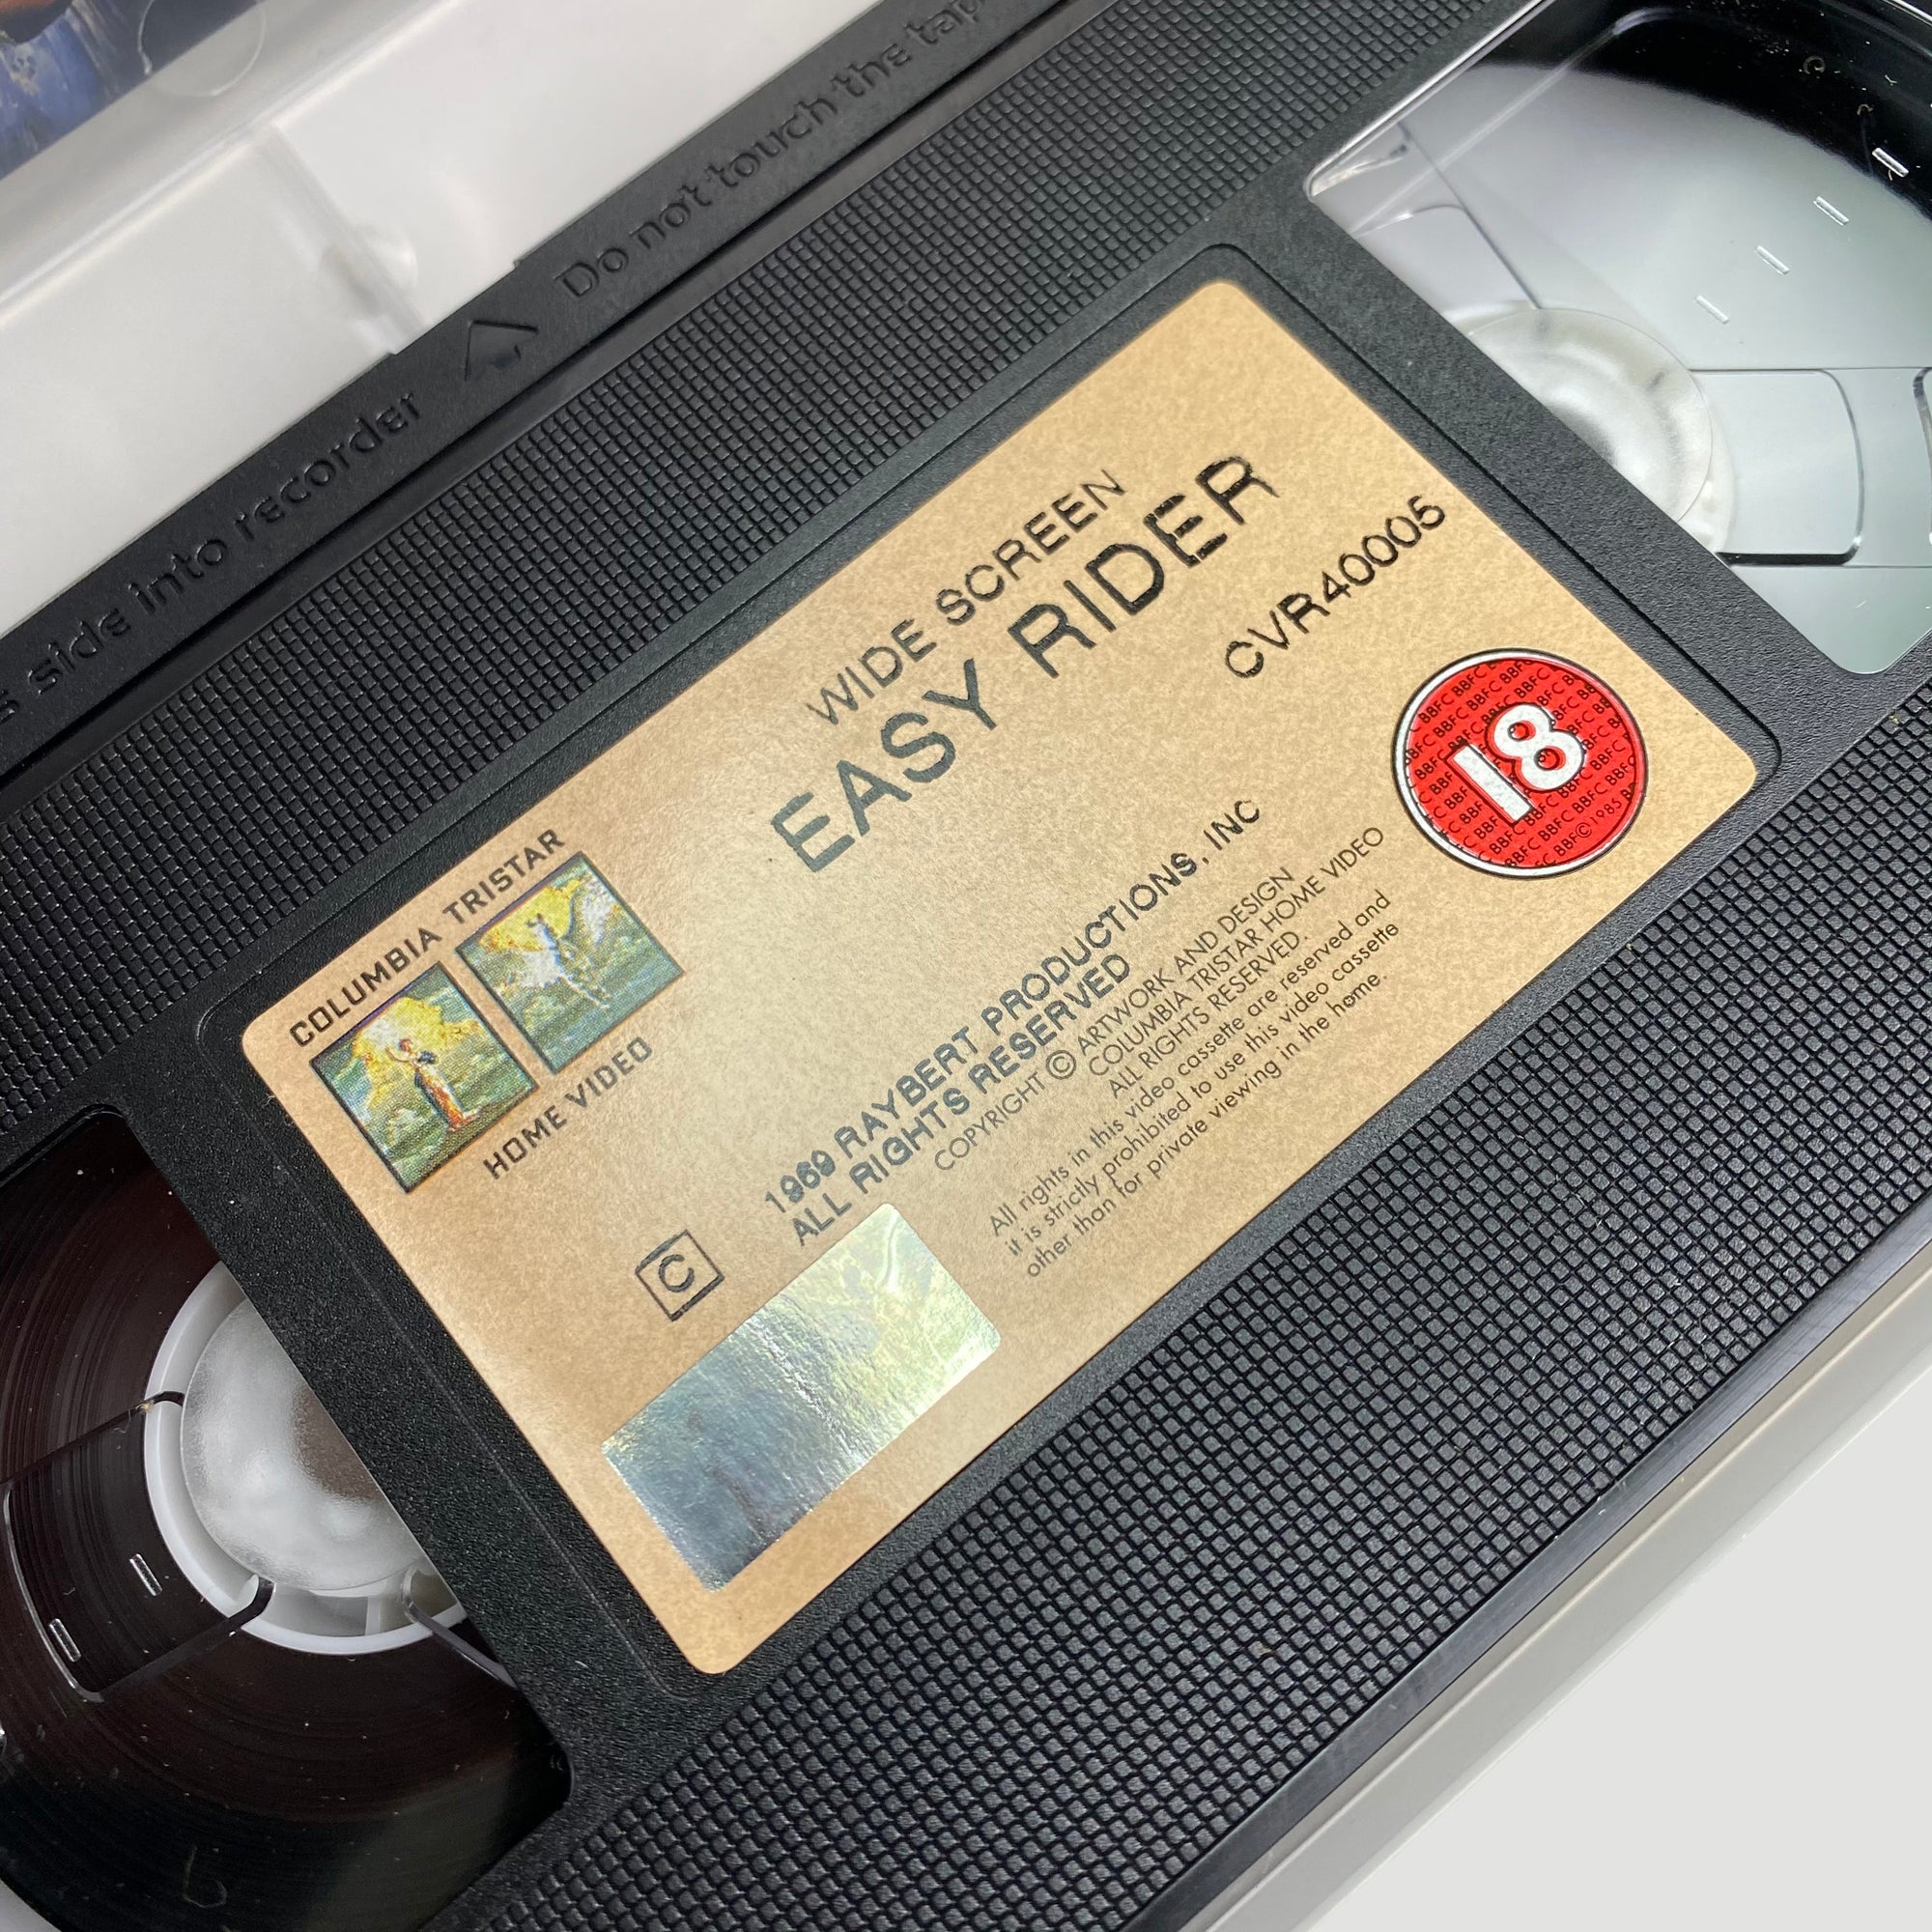 side into recorder
Do not touch the tap
COLUMBIA TRISTAR
HOME VIDEO
WIDE SCREEN
EASY RIDER
CVR40005
18
BBFC © 1985
C
1969 RAYBERT PRODUCTIONS, INC
ALL RIGHTS RESERVED
COPYRIGHT © ARTWORK AND DESIGN
COLUMBIA TRISTAR HOME VIDEO
ALL RIGHTS RESERVED.
All rights in this video cassette are reserved and
it is strictly prohibited to use this video cassette
other than for private viewing in the home.